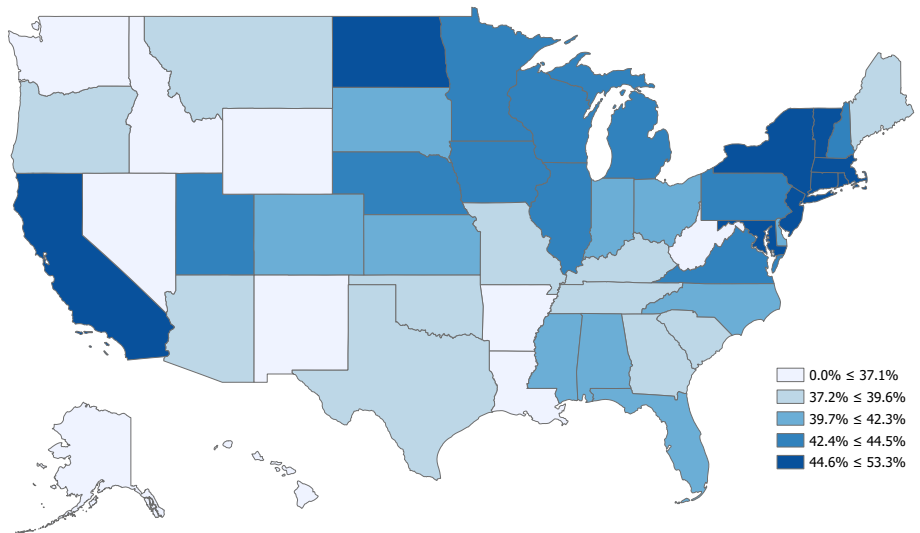 0.0% ≤ 37.1%
37.2% ≤ 39.6%
39.7% ≤ 42.3%
42.4% ≤ 44.5%
44.6% ≤ 53.3%